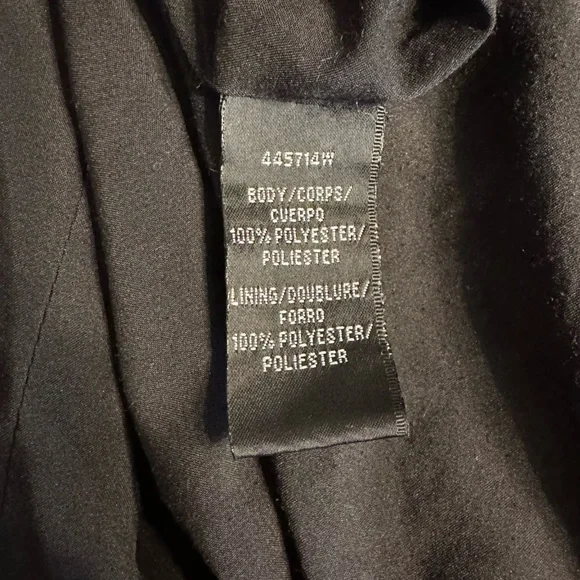 445714W
BODY/CORPS/
CUERPO
100% POLYESTER/
POLIESTER
LINING/DOUBLURE/
FORRO
100% POLYESTER/
POLIESTER